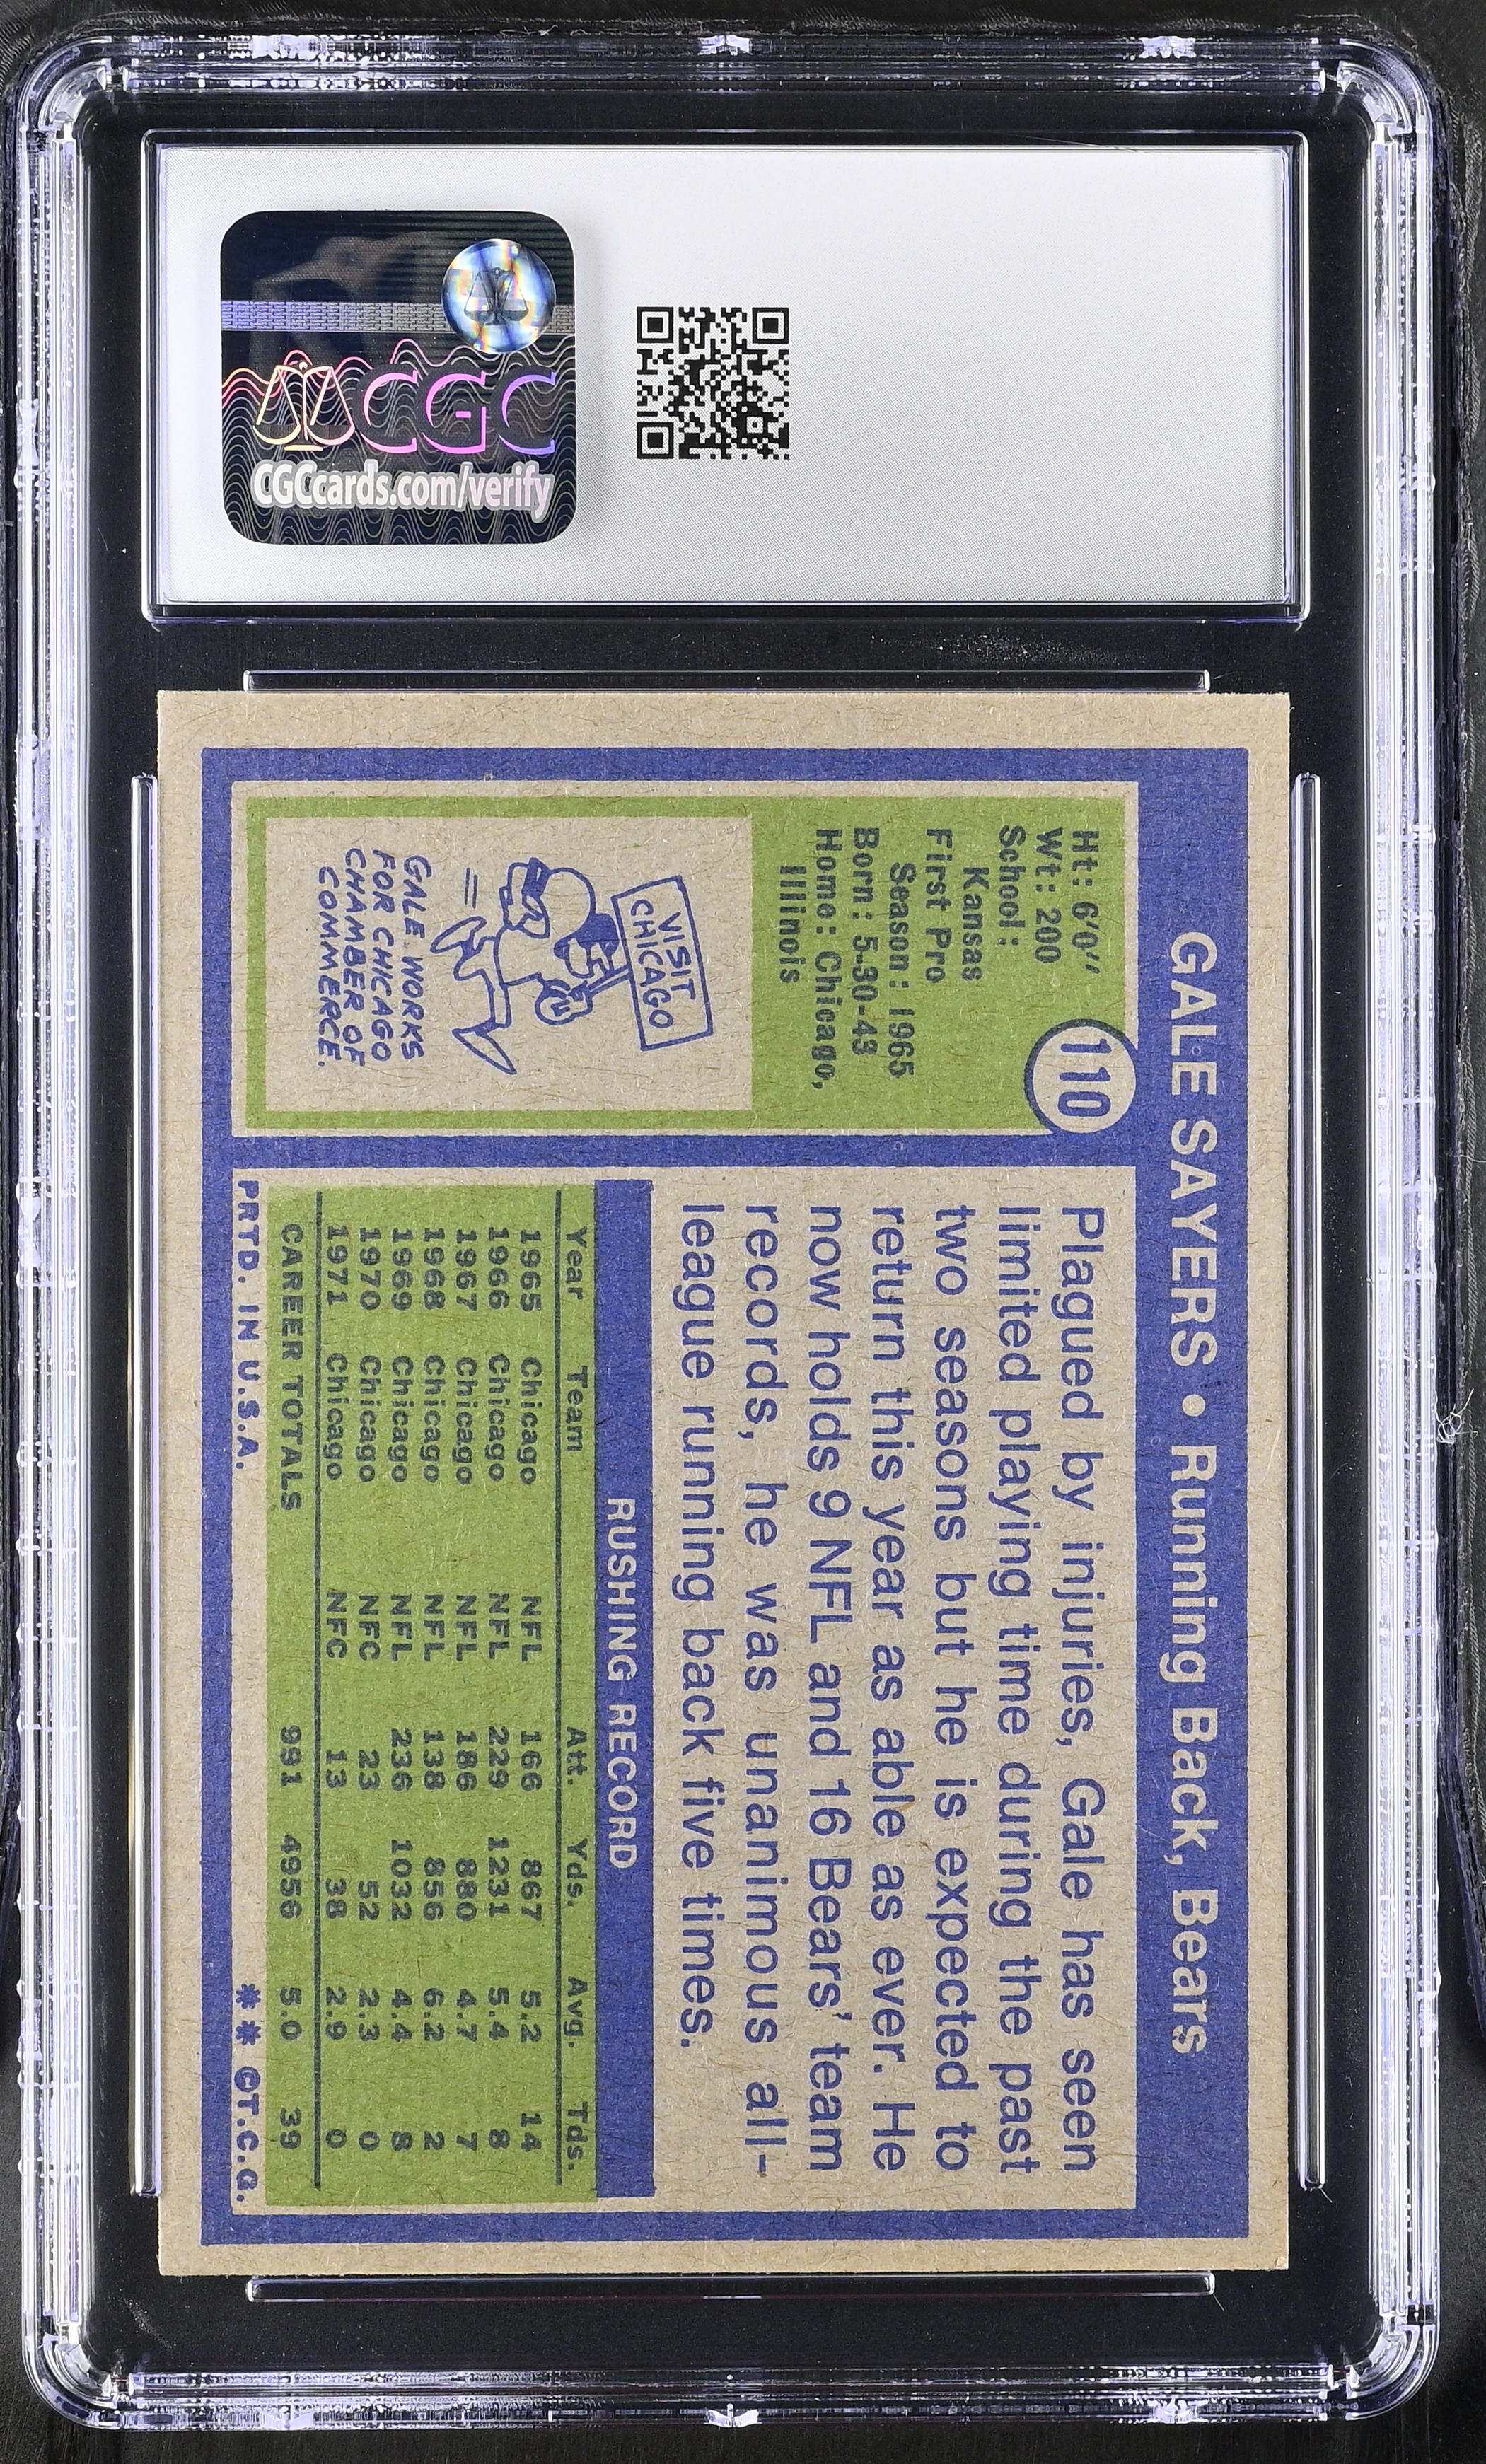 CGC
CGCcards.com/verify
GALE SAYERS • Running Back, Bears
110
Ht: 6'0"
Wt: 200
School:
Kansas
First Pro
Season: 1965
Born: 5-30-43
Home: Chicago,
Illinois
VISIT
CHICAGO
GALE WORKS
FOR CHICAGO
CHAMBER OF
COMMERCE.
Plagued by injuries, Gale has seen
limited playing time during the past
two seasons but he is expected to
return this year as able as ever. He
now holds 9 NFL and 16 Bears' team
records, he was unanimous all-
league running back five times.
RUSHING RECORD
Year Team Att. Yds. Avg. Tds.
1965 Chicago NFL 166 867 5.2 14
1966 Chicago NFL 229 1231 5.4 8
1967 Chicago NFL 186 880 4.7 7
1968 Chicago NFL 138 856 6.2 2
1969 Chicago NFL 236 1032 4.4 8
1970 Chicago NFC 23 52 2.3 0
1971 Chicago NFC 13 38 2.9 0
CAREER TOTALS 991 4956 5.0 39
PRTD. IN U.S.A. ** ©T.C.G.